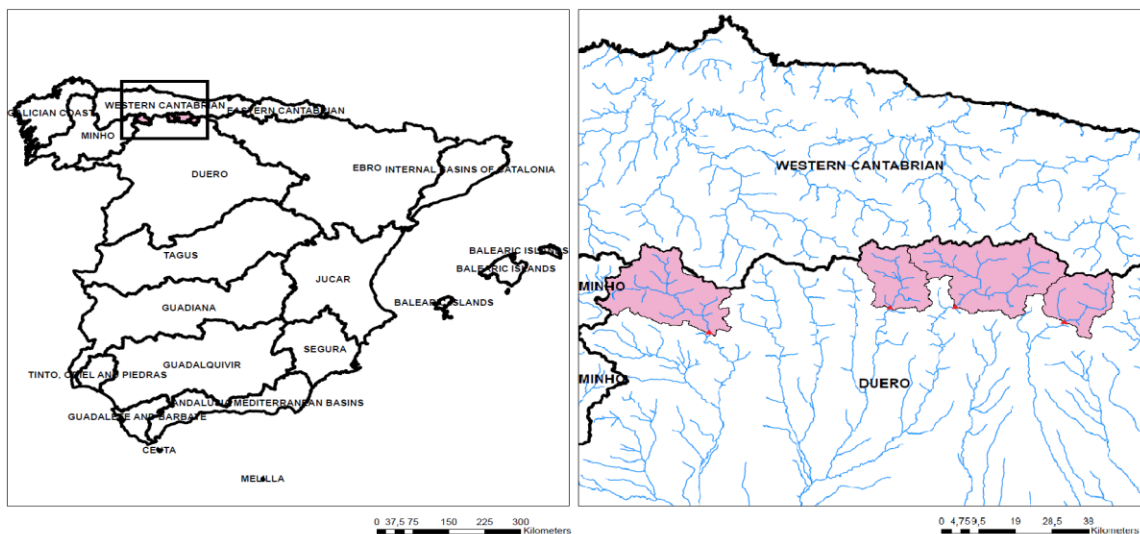 WESTERN CANTABRIAN
EASTERN CANTABRIAN
GALICIAN COAST
MINHO
DUERO
EBRO
INTERNAL BASINS OF CATALONIA
TAGUS
BALEARIC ISLANDS
BALEARIC ISLANDS
JUCAR
GUADIANA
BALEARIC ISLANDS
SEGURA
GUADALQUIVIR
TINTO, ODIEL AND PIEDRAS
ANDALUSIA MEDITERRANEAN BASINS
GUADALETE AND BARBATE
CEUTA
MELILLA
0 37,5 75 150 225 300
Kilometers
WESTERN CANTABRIAN
MINHO
MINHO
DUERO
0 4,75 9,5 19 28,5 38
Kilometers